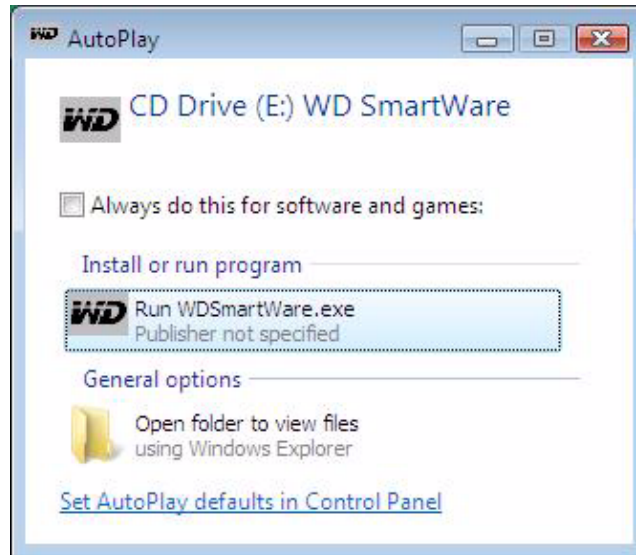 WD AutoPlay
WD CD Drive (E:) WD SmartWare
Always do this for software and games:
Install or run program
WD Run WDSmartWare.exe
Publisher not specified
General options
Open folder to view files
using Windows Explorer
Set AutoPlay defaults in Control Panel